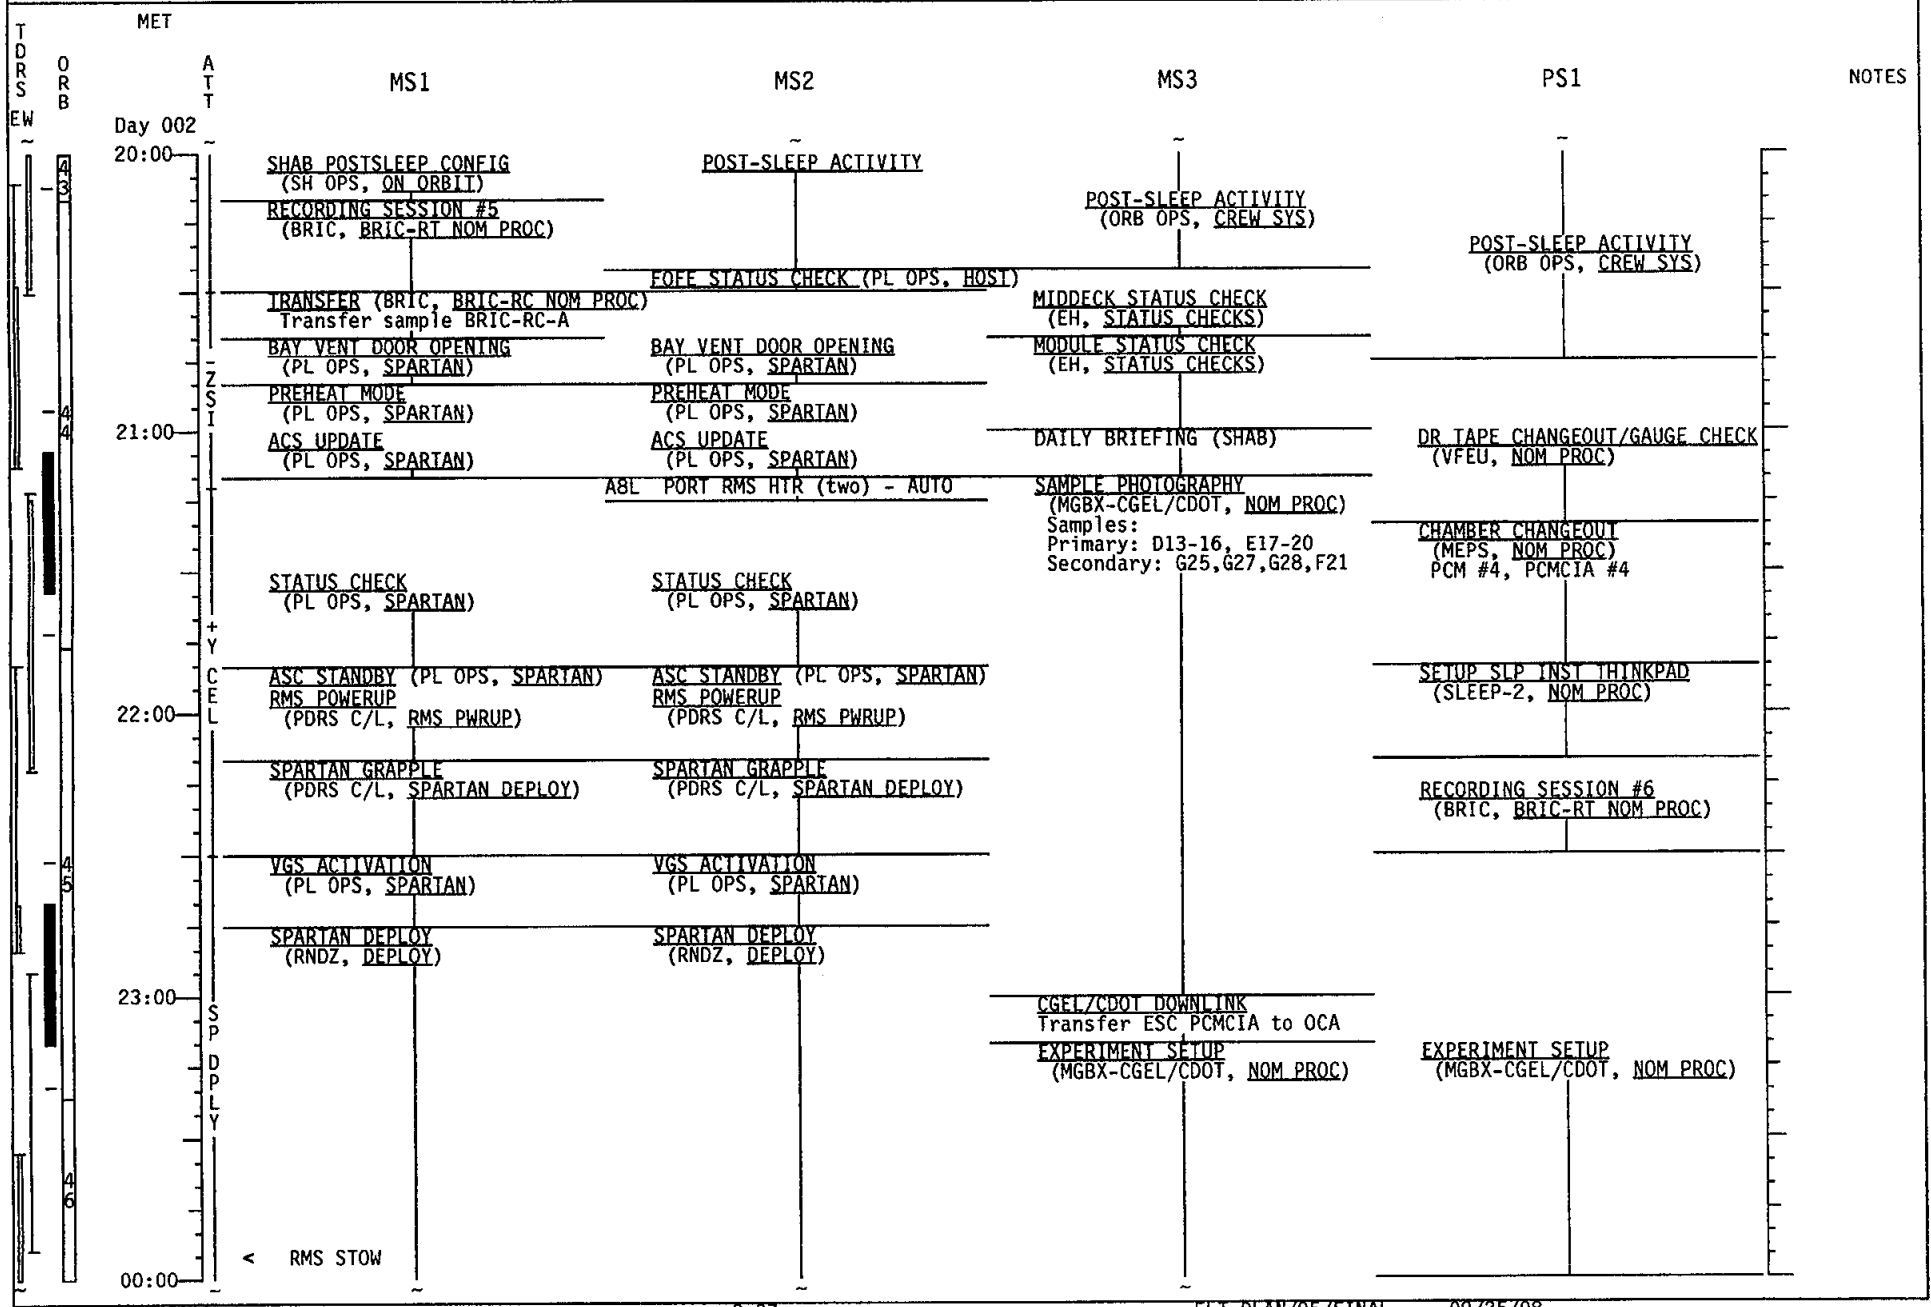 MET
TDRS
ORB
ATT
MS1
MS2
MS3
PS1
NOTES
EW
Day 002
20:00
21:00
22:00
23:00
00:00
43
44
45
46
-ZSI
+Y CEL
SP DPLY
SHAB POSTSLEEP CONFIG
(SH OPS, ON ORBIT)
RECORDING SESSION #5
(BRIC, BRIC-RT NOM PROC)
TRANSFER (BRIC, BRIC-RC NOM PROC)
Transfer sample BRIC-RC-A
BAY VENT DOOR OPENING
(PL OPS, SPARTAN)
PREHEAT MODE
(PL OPS, SPARTAN)
ACS UPDATE
(PL OPS, SPARTAN)
STATUS CHECK
(PL OPS, SPARTAN)
ASC STANDBY (PL OPS, SPARTAN)
RMS POWERUP
(PDRS C/L, RMS PWRUP)
SPARTAN GRAPPLE
(PDRS C/L, SPARTAN DEPLOY)
VGS ACTIVATION
(PL OPS, SPARTAN)
SPARTAN DEPLOY
(RNDZ, DEPLOY)
< RMS STOW
POST-SLEEP ACTIVITY
FOFE STATUS CHECK (PL OPS, HOST)
BAY VENT DOOR OPENING
(PL OPS, SPARTAN)
PREHEAT MODE
(PL OPS, SPARTAN)
ACS UPDATE
(PL OPS, SPARTAN)
A8L PORT RMS HTR (two) - AUTO
STATUS CHECK
(PL OPS, SPARTAN)
ASC STANDBY (PL OPS, SPARTAN)
RMS POWERUP
(PDRS C/L, RMS PWRUP)
SPARTAN GRAPPLE
(PDRS C/L, SPARTAN DEPLOY)
VGS ACTIVATION
(PL OPS, SPARTAN)
SPARTAN DEPLOY
(RNDZ, DEPLOY)
POST-SLEEP ACTIVITY
(ORB OPS, CREW SYS)
MIDDECK STATUS CHECK
(EH, STATUS CHECKS)
MODULE STATUS CHECK
(EH, STATUS CHECKS)
DAILY BRIEFING (SHAB)
SAMPLE PHOTOGRAPHY
(MGBX-CGEL/CDOT, NOM PROC)
Samples:
Primary: D13-16, E17-20
Secondary: G25,G27,G28,F21
CGEL/CDOT DOWNLINK
Transfer ESC PCMCIA to OCA
EXPERIMENT SETUP
(MGBX-CGEL/CDOT, NOM PROC)
POST-SLEEP ACTIVITY
(ORB OPS, CREW SYS)
DR TAPE CHANGEOUT/GAUGE CHECK
(VFEU, NOM PROC)
CHAMBER CHANGEOUT
(MEPS, NOM PROC)
PCM #4, PCMCIA #4
SETUP SLP INST THINKPAD
(SLEEP-2, NOM PROC)
RECORDING SESSION #6
(BRIC, BRIC-RT NOM PROC)
EXPERIMENT SETUP
(MGBX-CGEL/CDOT, NOM PROC)